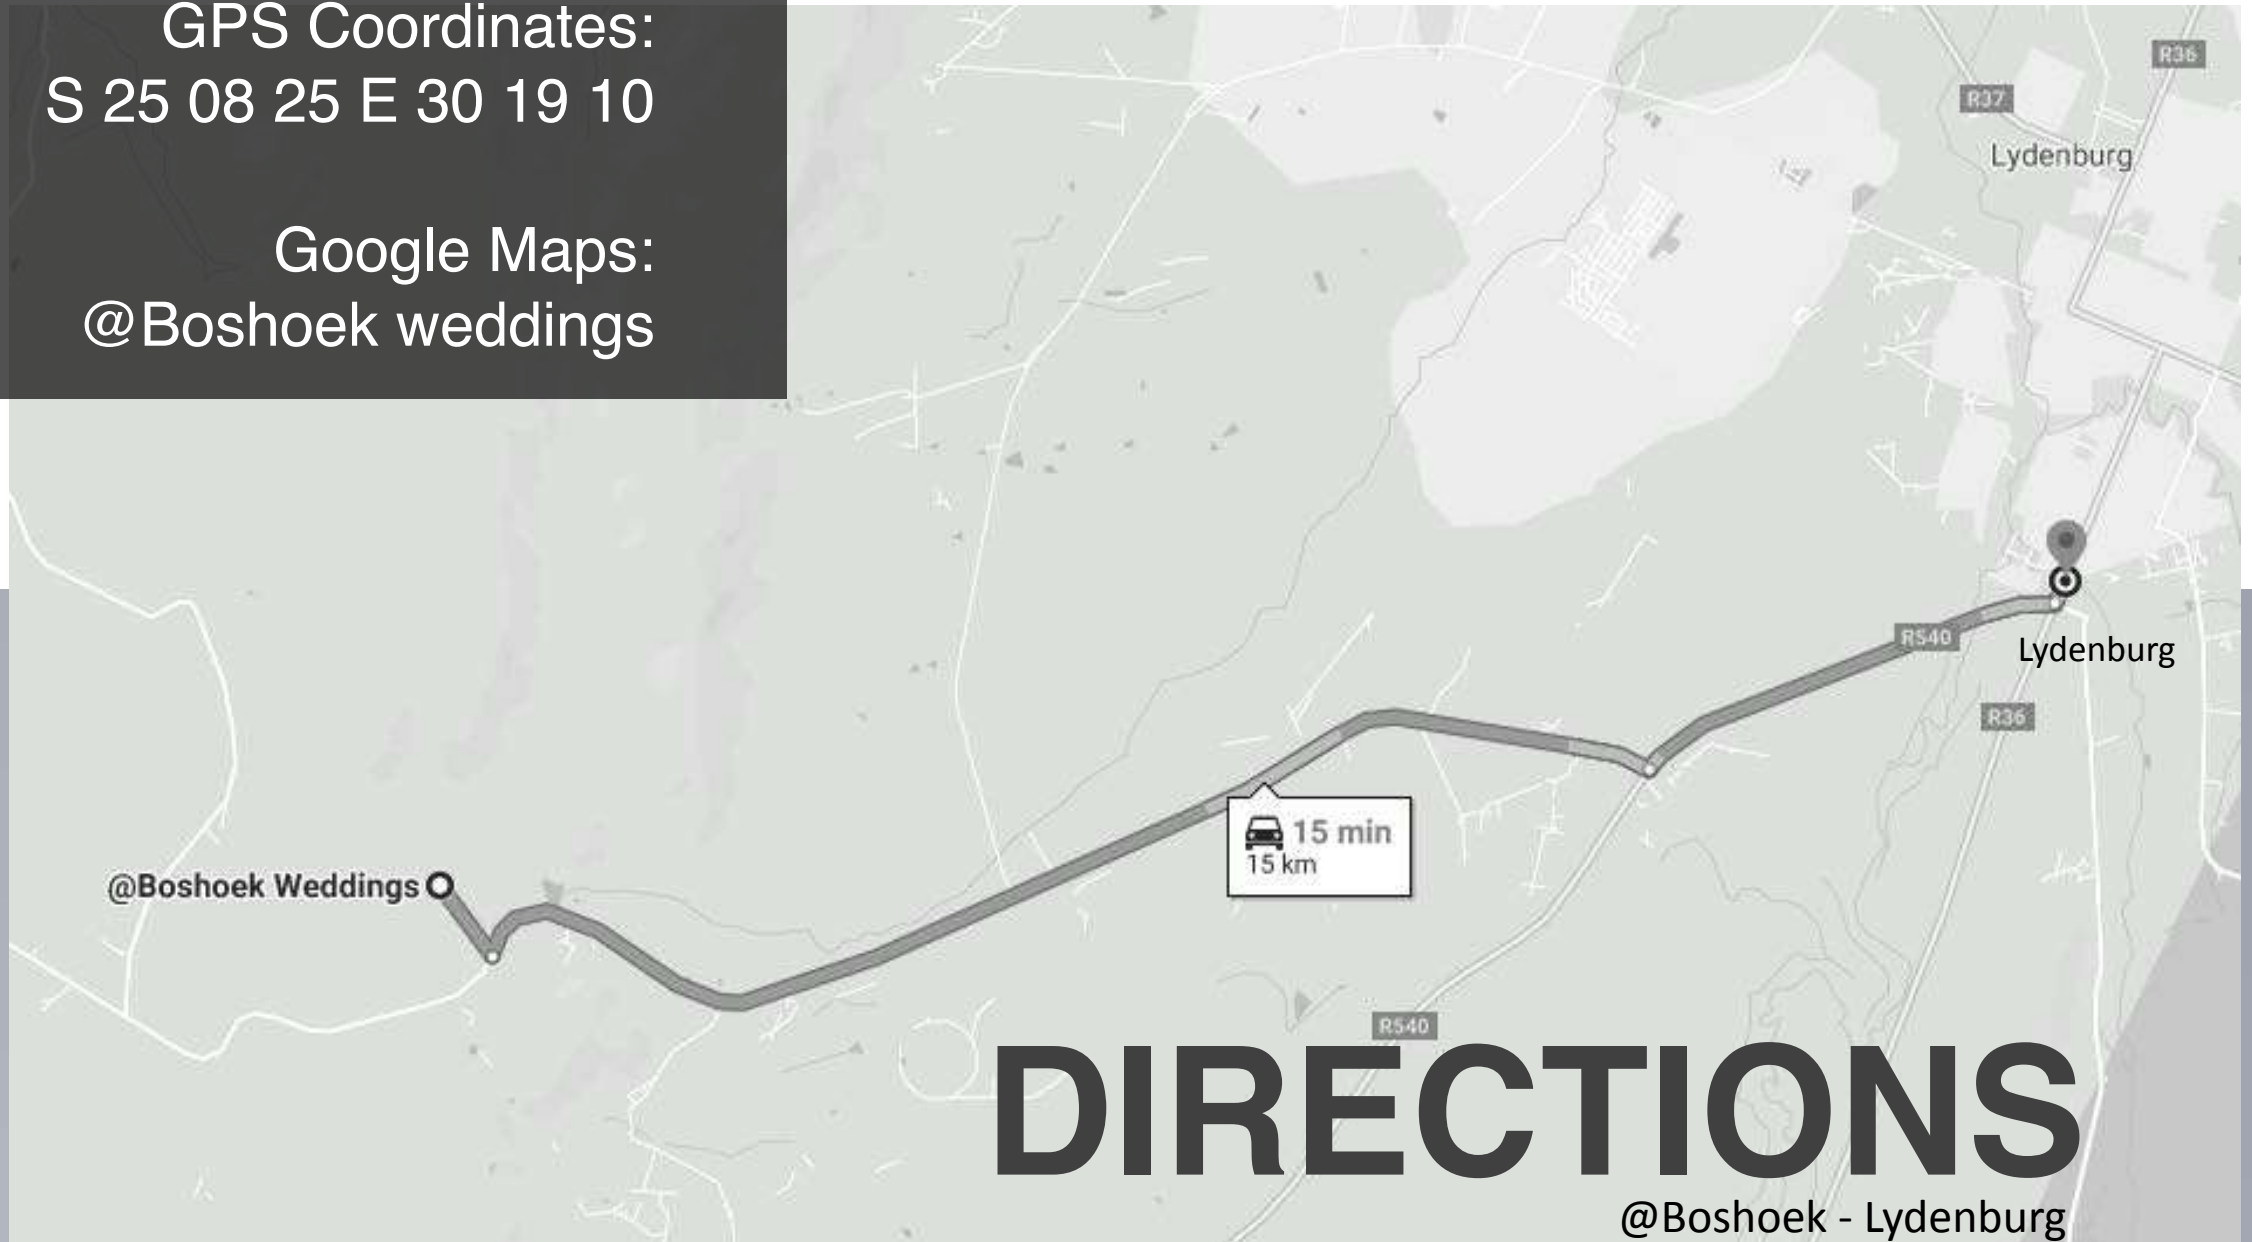 GPS Coordinates:
S 25 08 25 E 30 19 10
Google Maps:
@Boshoek weddings
R36
R37
Lydenburg
R540
Lydenburg
R36
15 min
15 km
@Boshoek Weddings
R540
DIRECTIONS
@Boshoek - Lydenburg